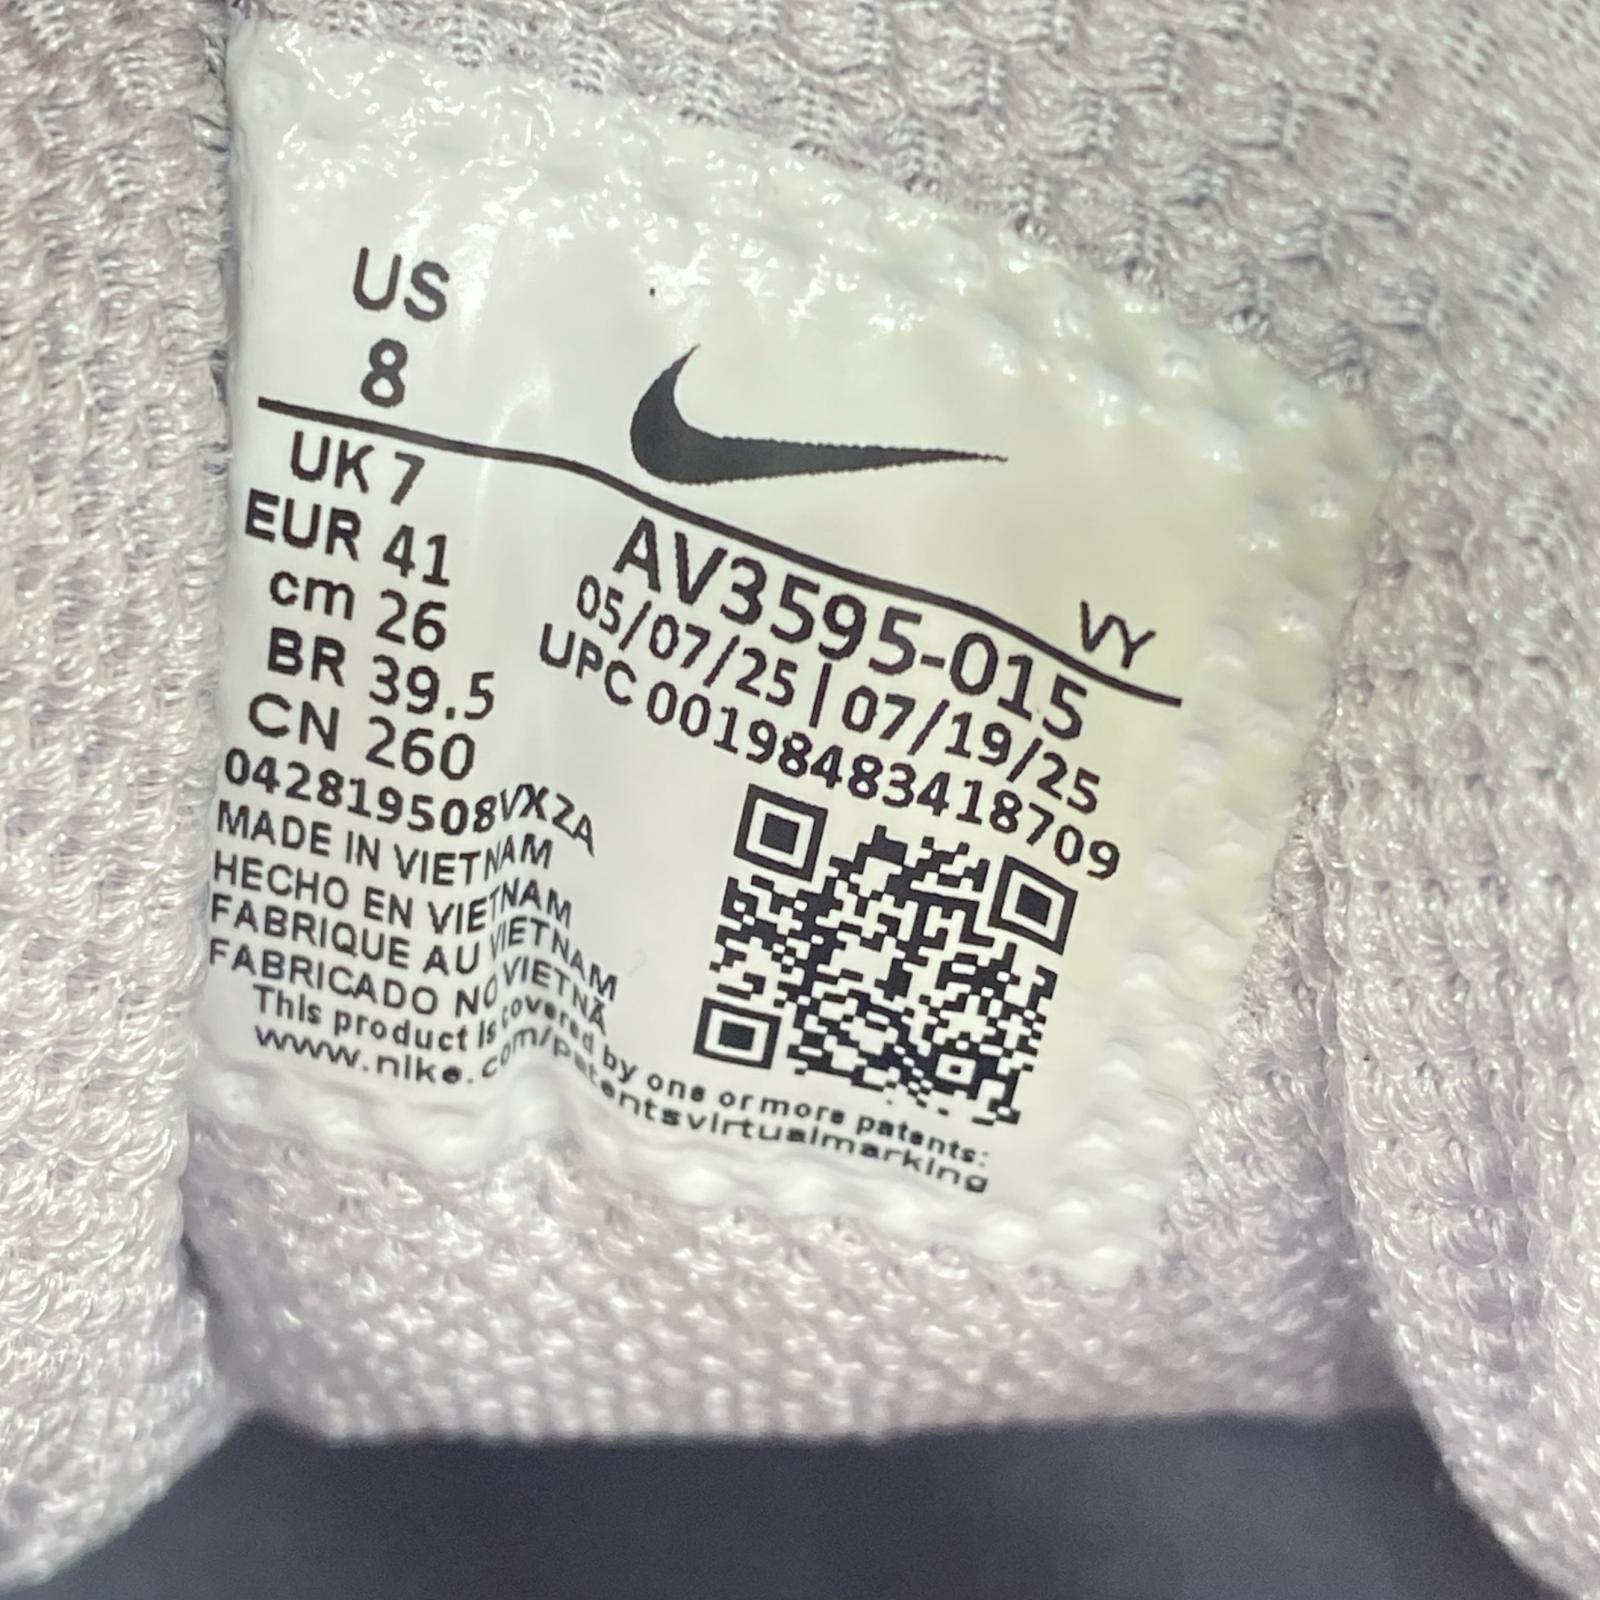 US
8
UK 7
EUR 41
cm 26
BR 39.5
CN 260
042819508VXZA
MADE IN VIETNAM
HECHO EN VIETNAM
FABRIQUE AU VIETNAM
FABRICADO NO VIETNÃ
This product is covered by one or more patents:
www.nike.com/patentsvirtualmarking
VY
AV3595-015
05/07/25 | 07/19/25
UPC 00198483418709